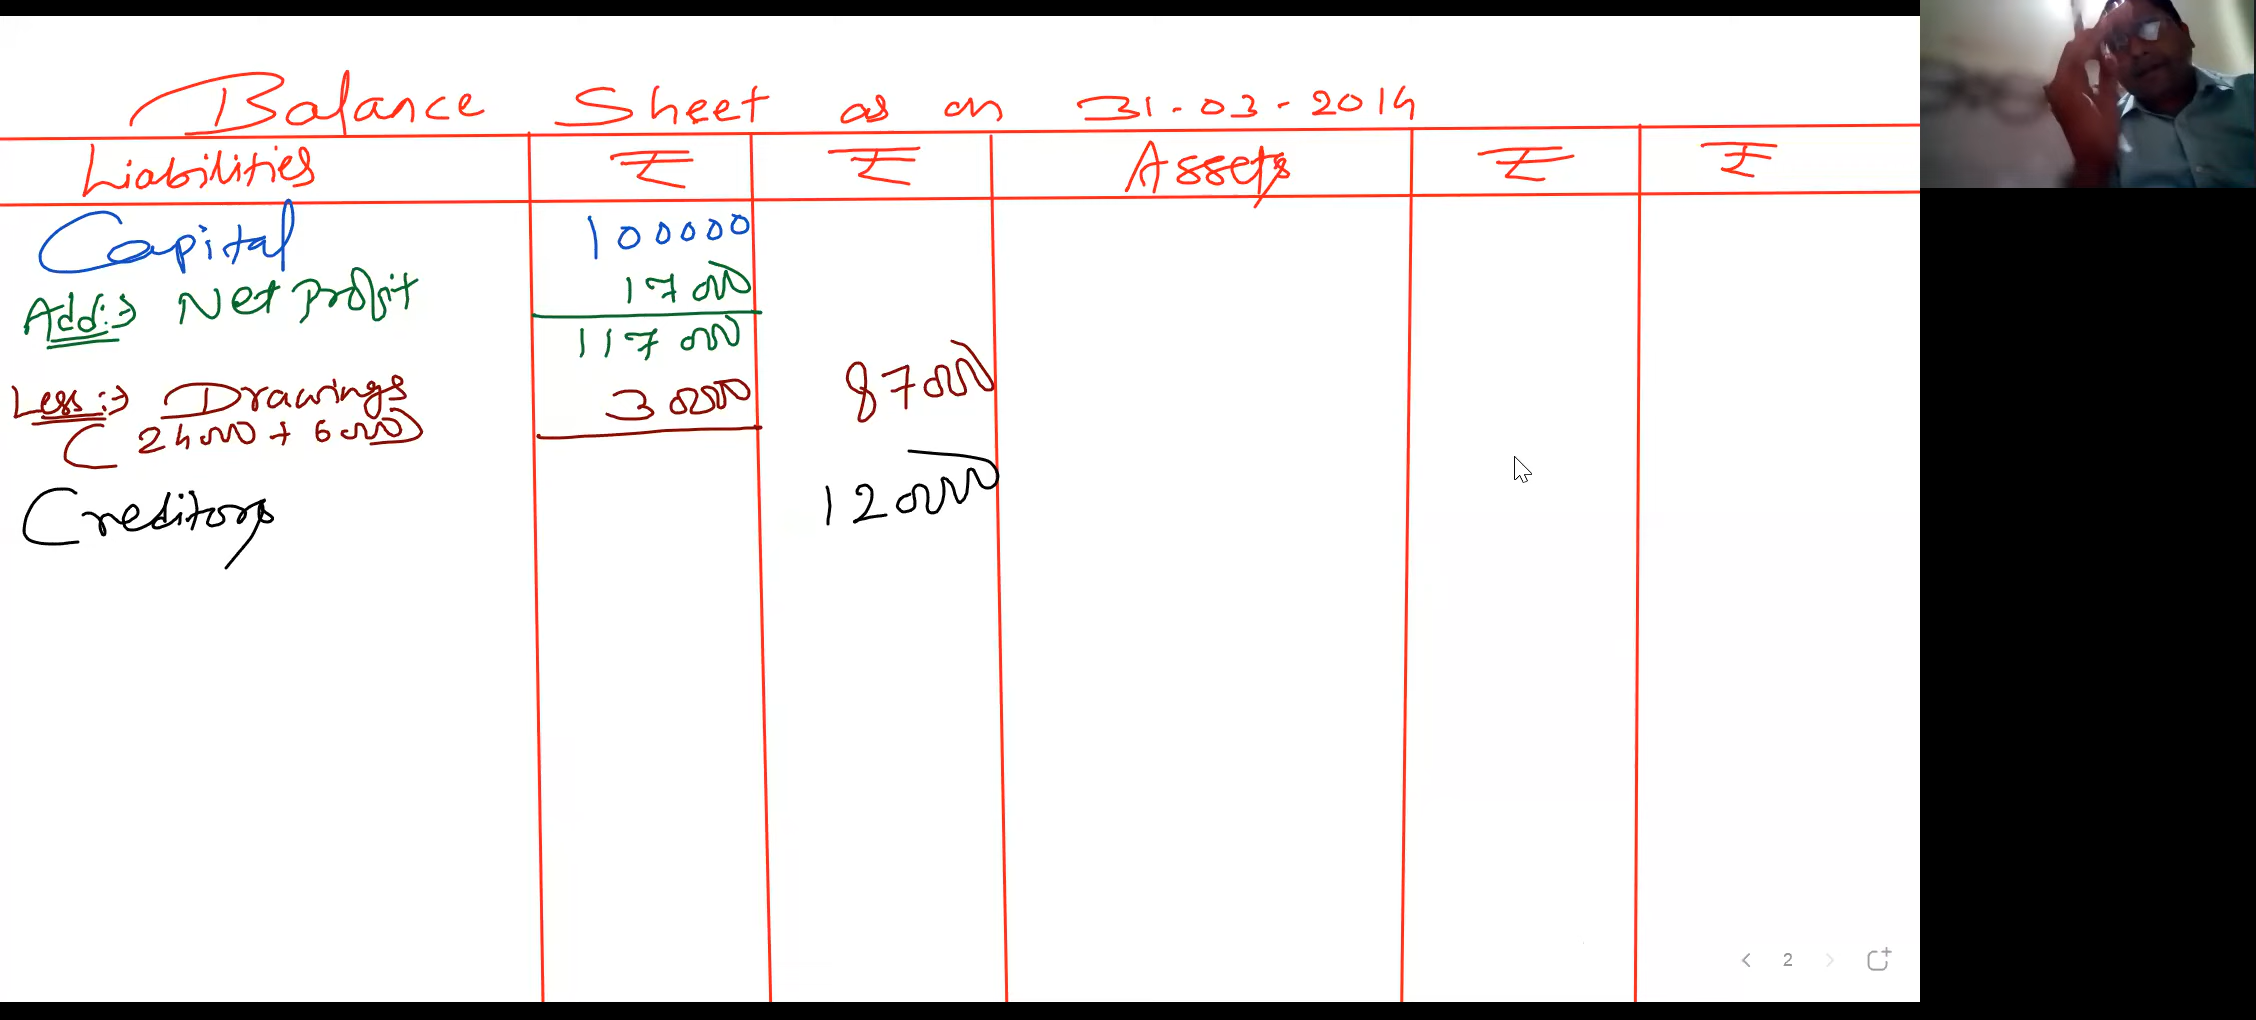 Balance Sheet as on 31-03-2014
Liabilities ₹ ₹ Assets ₹ ₹
Capital 100000
Add:→ Net Profit 17000
117000
Less:→ Drawings 30000 87000
(24000 + 6000)
Creditors 120000
2